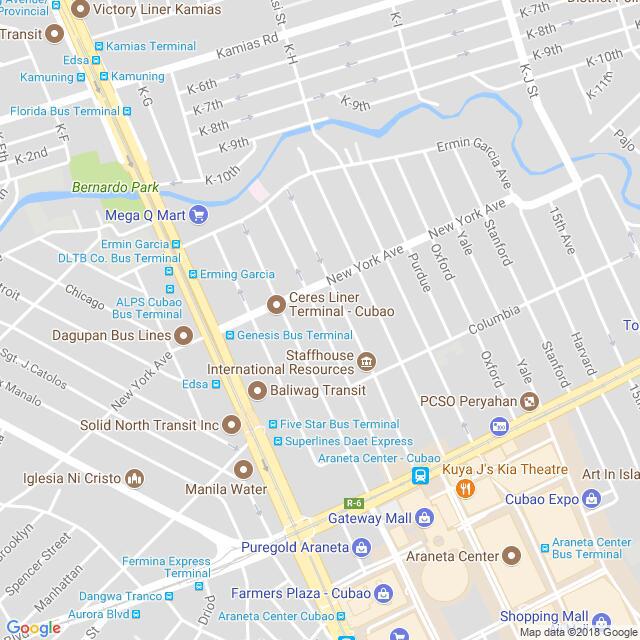 Victory Liner Kamias
Provincial
Transit
Kamias Terminal
Edsa
Kamuning
Kamuning
Kamias Rd
K-H
K-I
K-7th
K-8th
K-9th
K-10th
K-11th
K-J St
K-6th
K-7th
K-8th
K-9th
K-9th
K-10th
K-G
K-F
K-2nd
Florida Bus Terminal
Palo
Ermin Garcia Ave
Bernardo Park
Mega Q Mart
Ermin Garcia
DLTB Co. Bus Terminal
Erming Garcia
New York Ave
New York Ave
Purdue
Oxford
Yale
Stanford
15th Ave
Chicago
ALPS Cubao
Bus Terminal
Ceres Liner
Terminal - Cubao
Dagupan Bus Lines
Genesis Bus Terminal
Columbia
Staffhouse
International Resources
Sgt. J. Catolos
New York Ave
Edsa
Baliwag Transit
Oxford
Yale
Stanford
Harvard
PCSO Peryahan
Solid North Transit Inc
Five Star Bus Terminal
Superlines Daet Express
Araneta Center - Cubao
Kuya J's Kia Theatre
Iglesia Ni Cristo
Manila Water
R-6
Gateway Mall
Cubao Expo
Puregold Araneta
Araneta Center
Araneta Center
Bus Terminal
Brooklyn
Spencer Street
Manhattan
Fermina Express
Terminal
Dangwa Tranco
Aurora Blvd
Farmers Plaza - Cubao
Araneta Center Cubao
Shopping Mall
Google
Map data ©2018 Google